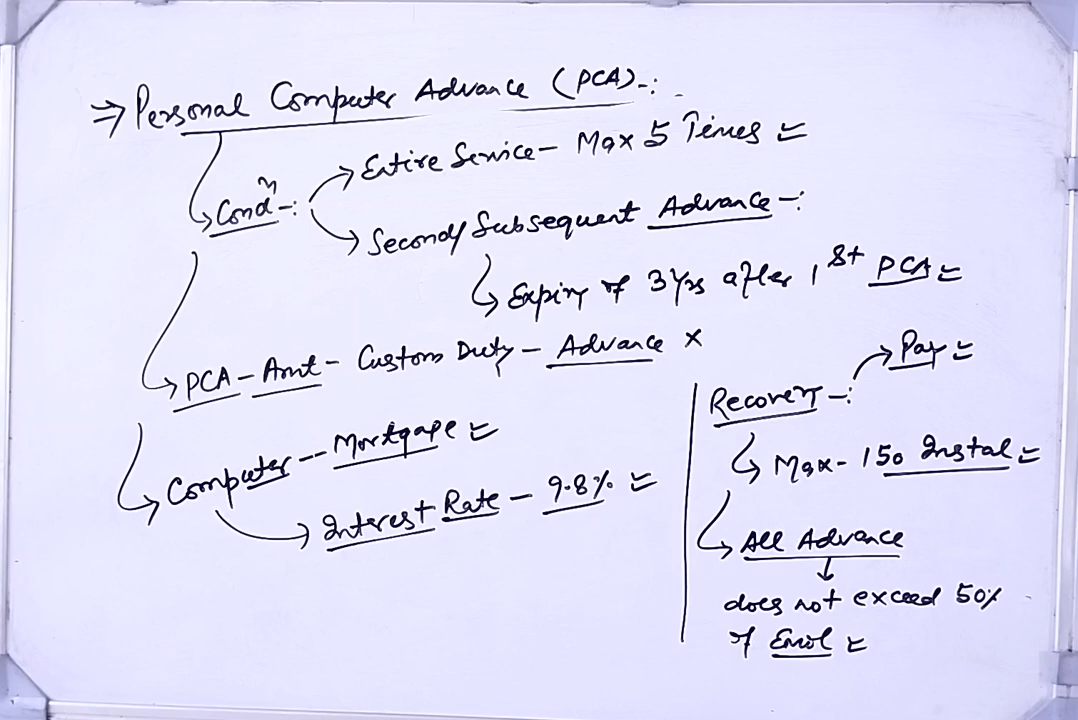 ⇒ Personal Computer Advance (PCA)-:
Condⁿ-:
→ Entire Service - Max 5 Times
→ Second/Subsequent Advance -:
↳ Expiry of 3 yrs after 1st PCA
↳ PCA - Amt - Custom Duty - Advance ×
↳ Computer -- Mortgage
→ Interest Rate - 9.8%
Recovery -:
→ Pay
↳ Max - 150 Instal
↳ All Advance
↓
does not exceed 50%
of Emol